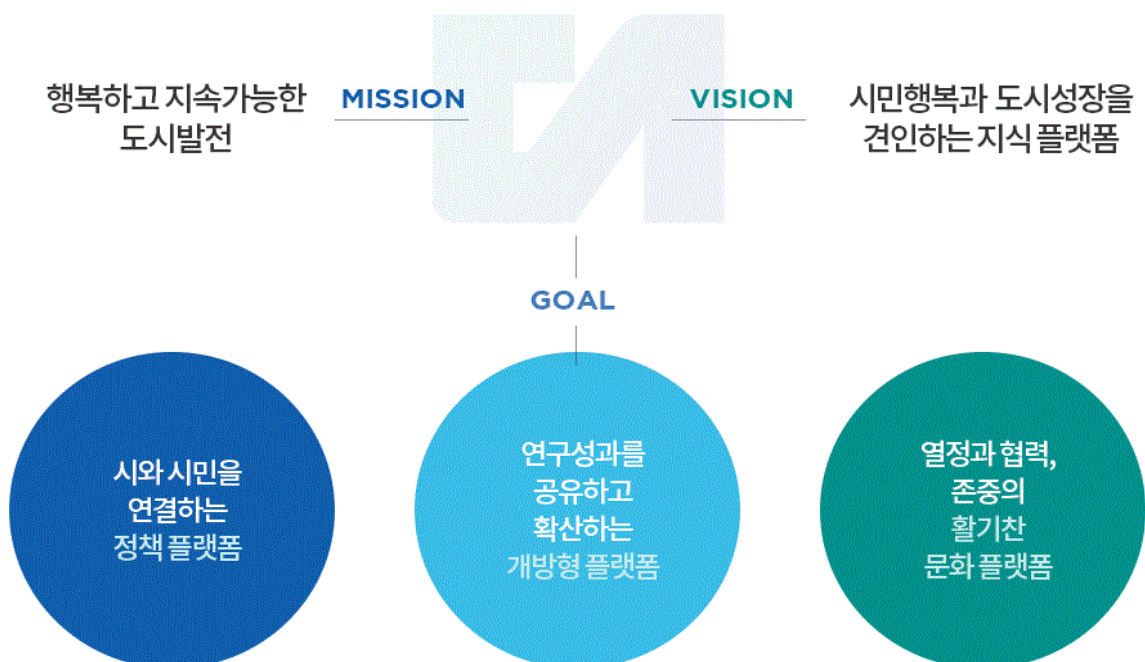 행복하고 지속가능한
도시발전
MISSION
VISION
시민행복과 도시성장을
견인하는 지식 플랫폼
GOAL
시와 시민을
연결하는
정책 플랫폼
연구성과를
공유하고
확산하는
개방형 플랫폼
열정과 협력,
존중의
활기찬
문화 플랫폼